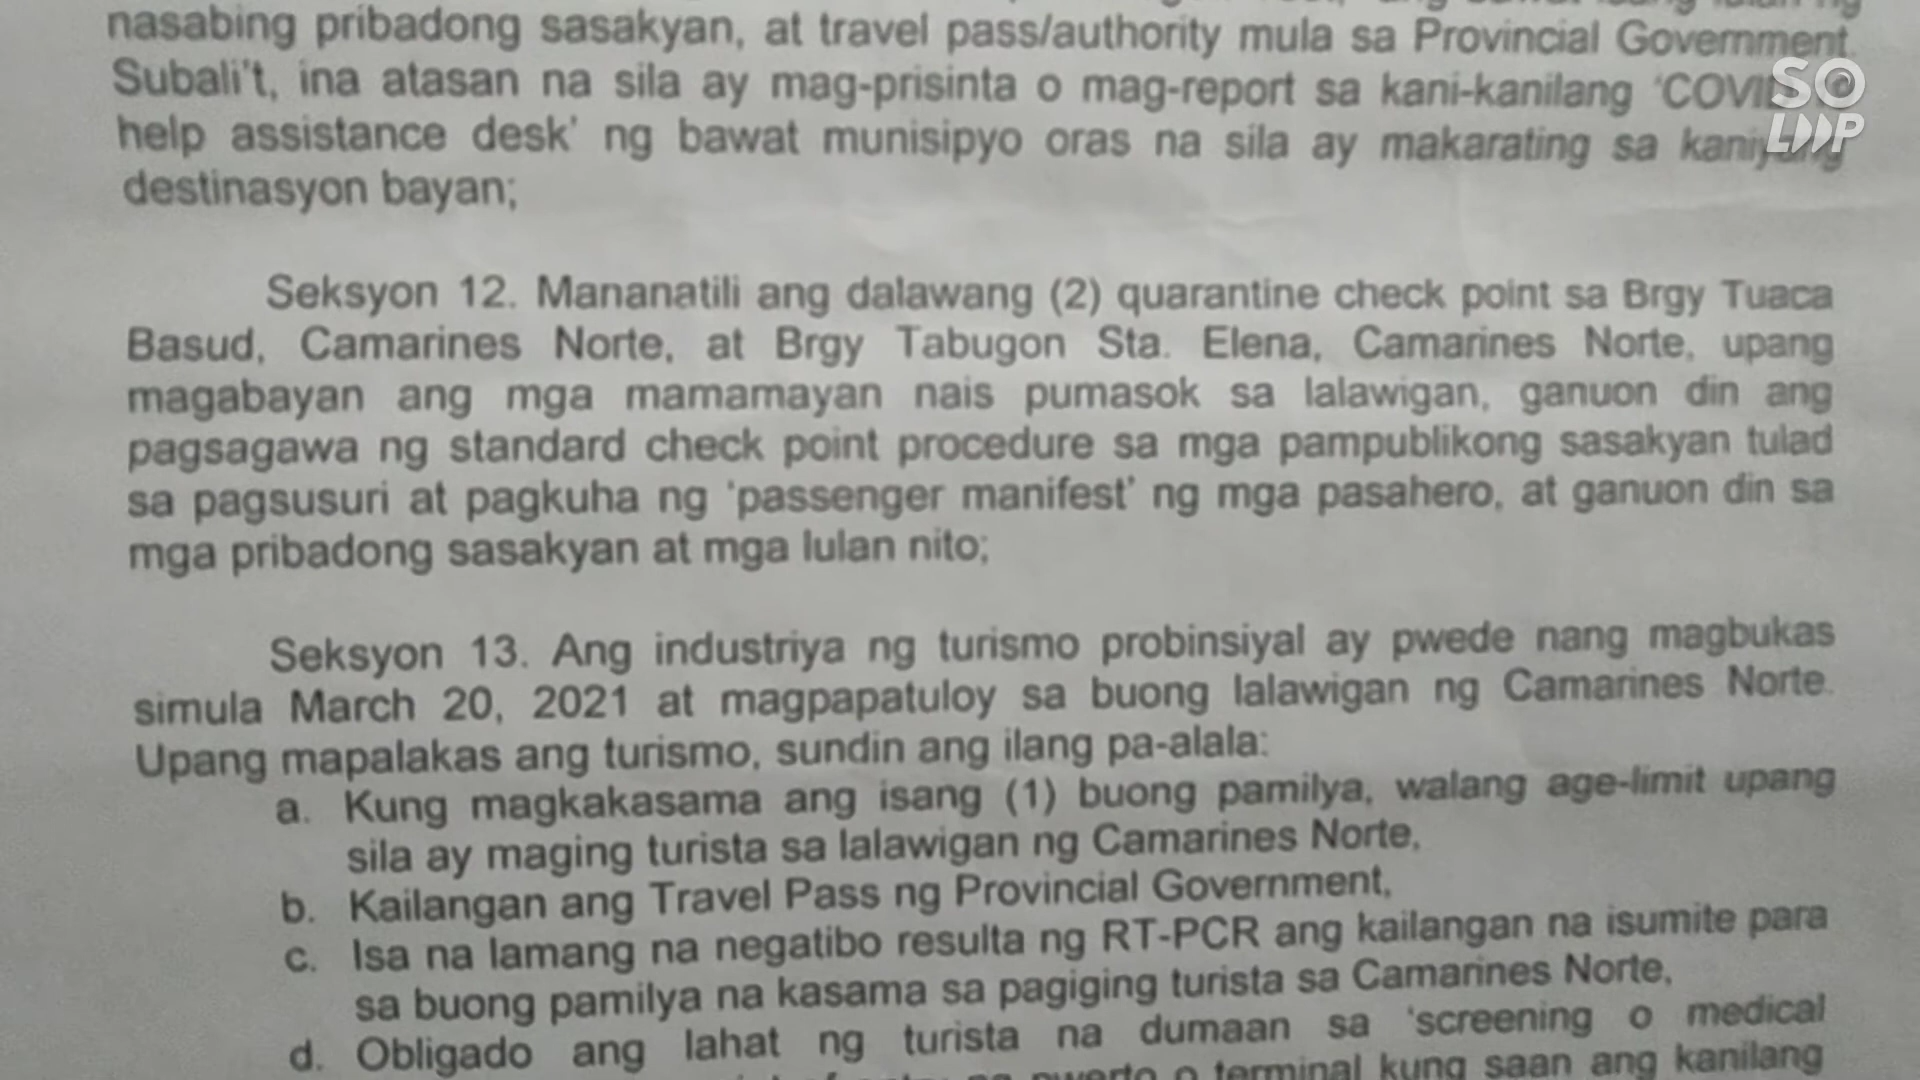 nasabing pribadong sasakyan, at travel pass/authority mula sa Provincial Government.
Subali't, ina atasan na sila ay mag-prisinta o mag-report sa kani-kanilang
help assistance desk' ng bawat munisipyo oras na sila ay makarating sa kaniyang
destinasyon bayan;
Seksyon 12. Mananatili ang dalawang (2) quarantine check point sa Brgy Tuaca
Basud, Camarines Norte, at Brgy Tabugon Sta. Elena, Camarines Norte, upang
magabayan ang mga mamamayan nais pumasok sa lalawigan, ganuon din ang
pagsagawa ng standard check point procedure sa mga pampublikong sasakyan tulad
sa pagsusuri at pagkuha ng 'passenger manifest' ng mga pasahero, at ganuon din sa
mga pribadong sasakyan at mga lulan nito;
Seksyon 13. Ang industriya ng turismo probinsiyal ay pwede nang magbukas
simula March 20, 2021 at magpapatuloy sa buong lalawigan ng Camarines Norte.
Upang mapalakas ang turismo, sundin ang ilang pa-alala:
a. Kung magkakasama ang isang (1) buong pamilya, walang age-limit upang
sila ay maging turista sa lalawigan ng Camarines Norte,
b. Kailangan ang Travel Pass ng Provincial Government,
c. Isa na lamang na negatibo resulta ng RT-PCR ang kailangan na isumite para
sa buong pamilya na kasama sa pagiging turista sa Camarines Norte,
d. Obligado ang lahat ng turista na dumaan sa 'screening o medical
ng pwerto o terminal kung saan ang kanilang
SO
LOOP